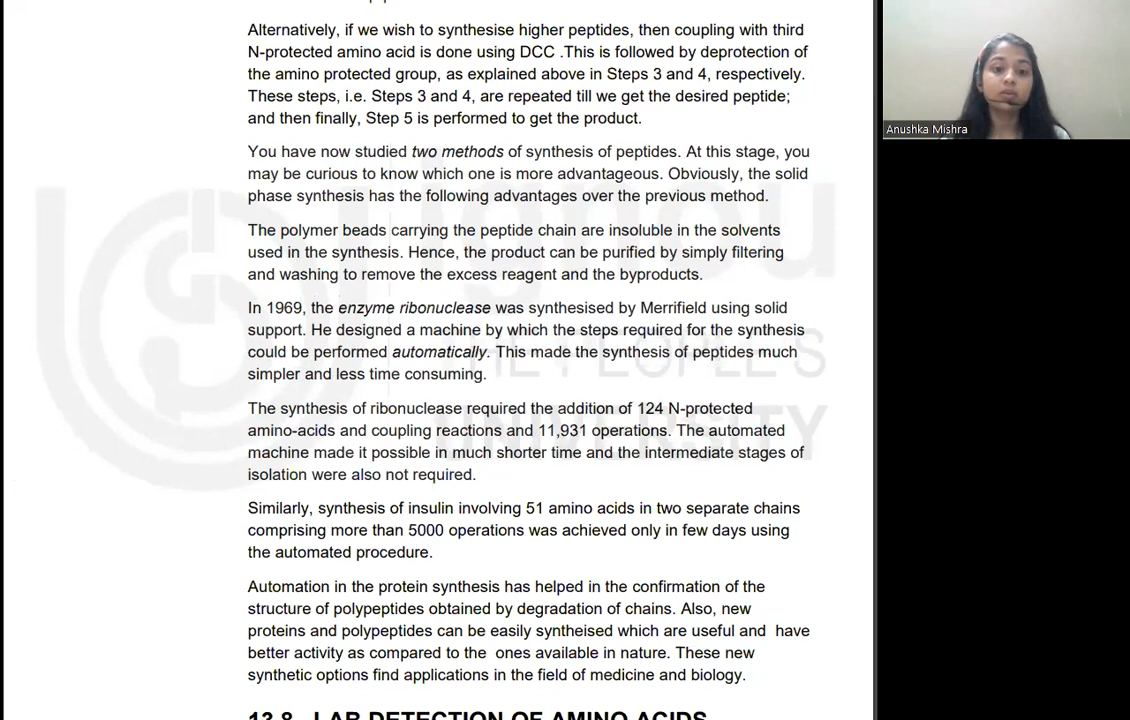 Alternatively, if we wish to synthesise higher peptides, then coupling with third
N-protected amino acid is done using DCC .This is followed by deprotection of
the amino protected group, as explained above in Steps 3 and 4, respectively.
These steps, i.e. Steps 3 and 4, are repeated till we get the desired peptide;
and then finally, Step 5 is performed to get the product.
You have now studied two methods of synthesis of peptides. At this stage, you
may be curious to know which one is more advantageous. Obviously, the solid
phase synthesis has the following advantages over the previous method.
The polymer beads carrying the peptide chain are insoluble in the solvents
used in the synthesis. Hence, the product can be purified by simply filtering
and washing to remove the excess reagent and the byproducts.
In 1969, the enzyme ribonuclease was synthesised by Merrifield using solid
support. He designed a machine by which the steps required for the synthesis
could be performed automatically. This made the synthesis of peptides much
simpler and less time consuming.
The synthesis of ribonuclease required the addition of 124 N-protected
amino-acids and coupling reactions and 11,931 operations. The automated
machine made it possible in much shorter time and the intermediate stages of
isolation were also not required.
Similarly, synthesis of insulin involving 51 amino acids in two separate chains
comprising more than 5000 operations was achieved only in few days using
the automated procedure.
Automation in the protein synthesis has helped in the confirmation of the
structure of polypeptides obtained by degradation of chains. Also, new
proteins and polypeptides can be easily syntheised which are useful and have
better activity as compared to the ones available in nature. These new
synthetic options find applications in the field of medicine and biology.
12.8 LAB DETECTION OF AMINO ACIDS
ignou
THE PEOPLE'S
UNIVERSITY
Anushka Mishra